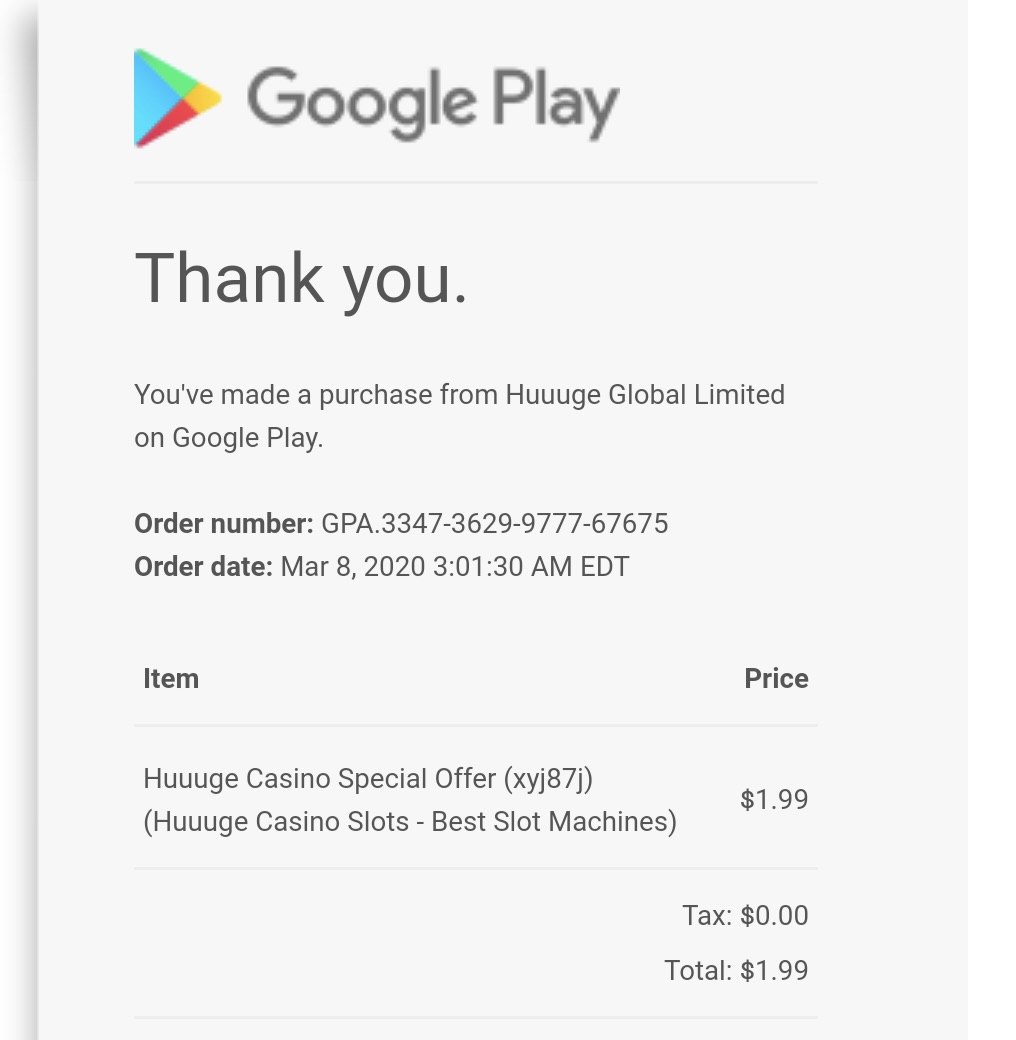 Google Play
Thank you.
You've made a purchase from Huuuge Global Limited
on Google Play.
Order number: GPA.3347-3629-9777-67675
Order date: Mar 8, 2020 3:01:30 AM EDT
Item Price
Huuuge Casino Special Offer (xyj87j)
(Huuuge Casino Slots - Best Slot Machines)
$1.99
Tax: $0.00
Total: $1.99